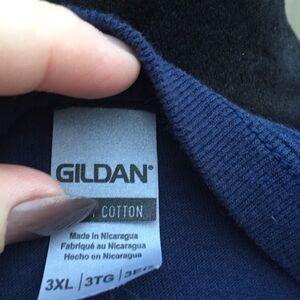 GILDAN®
COTTON
Made in Nicaragua
Fabriqué au Nicaragua
Hecho en Nicaragua
3XL | 3TG |